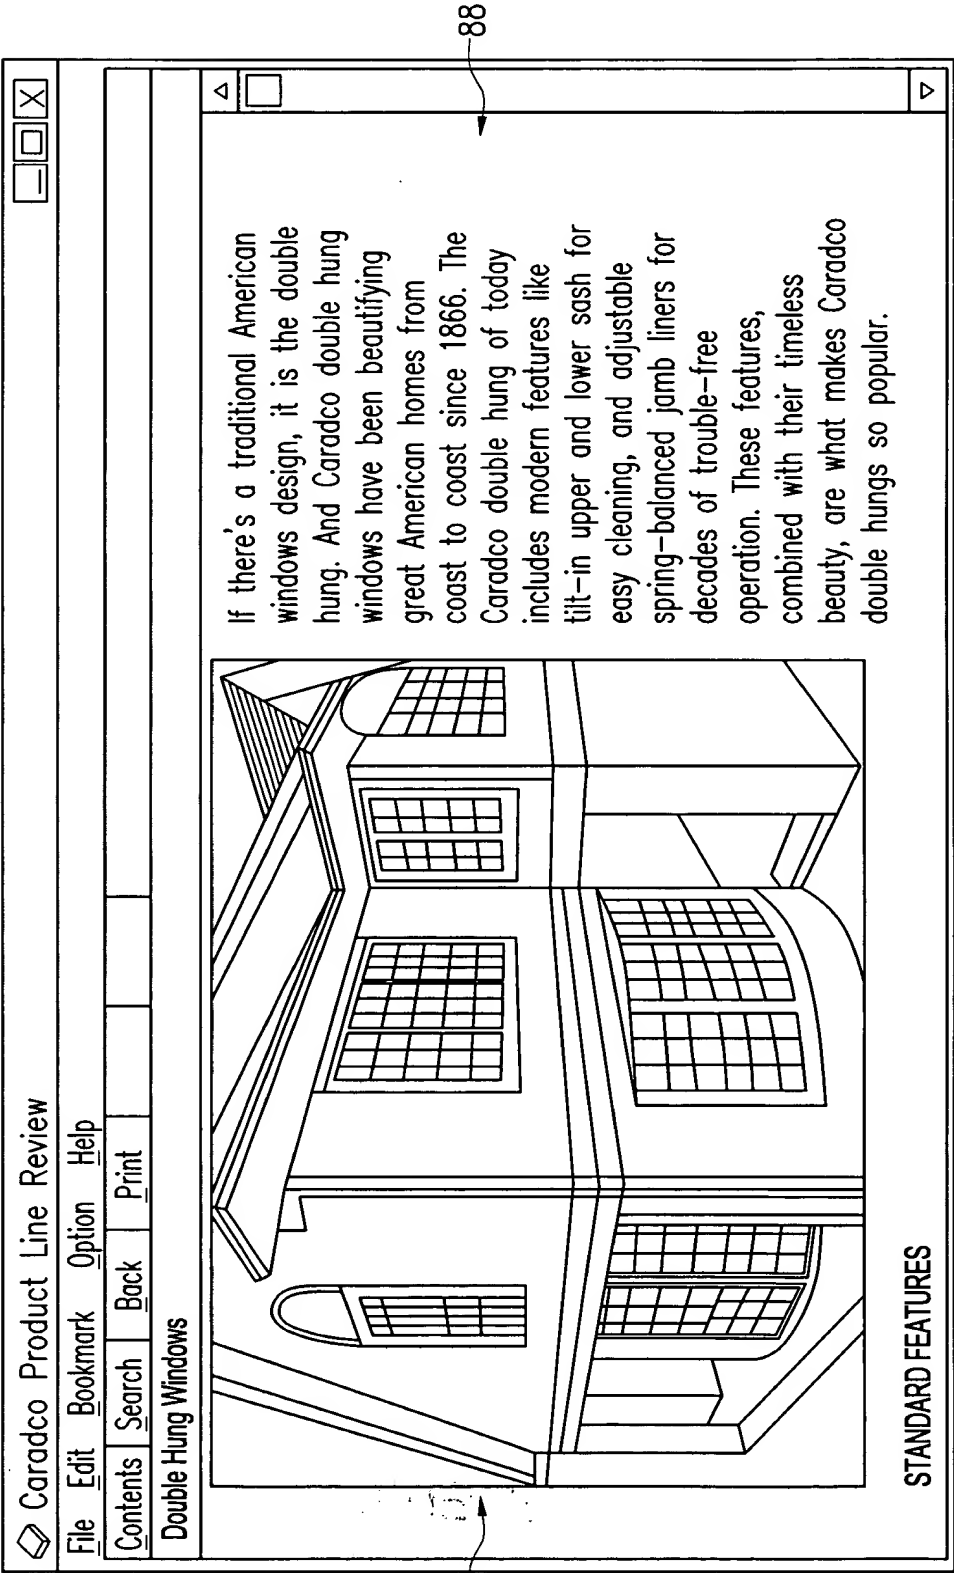 Caradco Product Line Review
File Edit Bookmark Option Help
Contents Search Back Print
Double Hung Windows
If there's a traditional American
windows design, it is the double
hung. And Caradco double hung
windows have been beautifying
great American homes from
coast to coast since 1866. The
Caradco double hung of today
includes modern features like
tilt-in upper and lower sash for
easy cleaning, and adjustable
spring-balanced jamb liners for
decades of trouble-free
operation. These features,
combined with their timeless
beauty, are what makes Caradco
double hungs so popular.
STANDARD FEATURES
88